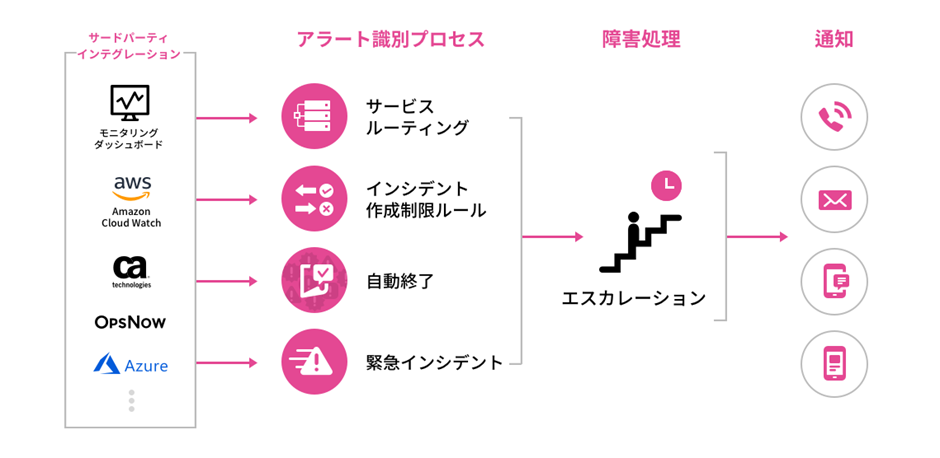 サードパーティ
インテグレーション
アラート識別プロセス
障害処理
通知
モニタリング
ダッシュボード
aws
Amazon
Cloud Watch
ca
technologies
OpsNow
Azure
サービス
ルーティング
インシデント
作成制限ルール
自動終了
緊急インシデント
エスカレーション